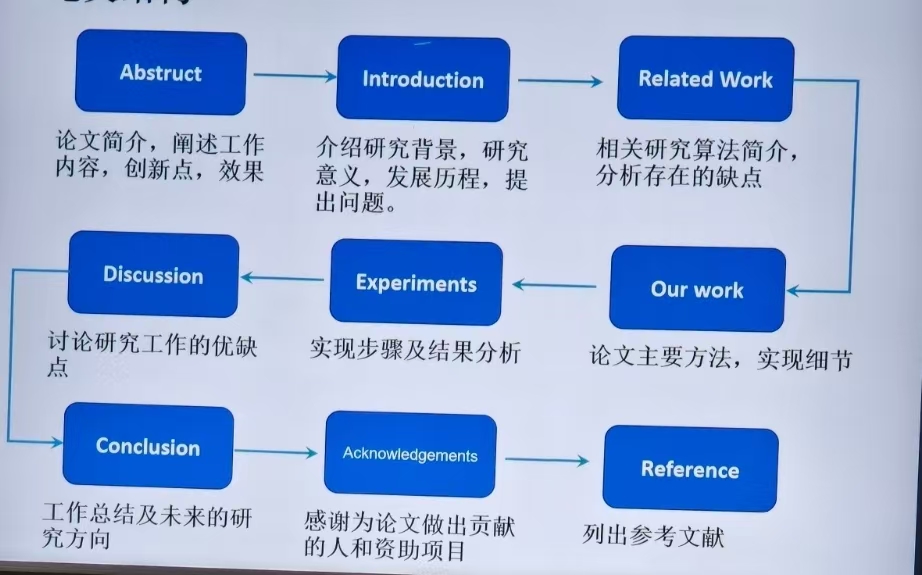 Abstruct
论文简介，阐述工作
内容，创新点，效果
Introduction
介绍研究背景，研究
意义，发展历程，提
出问题。
Related Work
相关研究算法简介，
分析存在的缺点
Our work
论文主要方法，实现细节
Experiments
实现步骤及结果分析
Discussion
讨论研究工作的优缺
点
Conclusion
工作总结及未来的研
究方向
Acknowledgements
感谢为论文做出贡献
的人和资助项目
Reference
列出参考文献